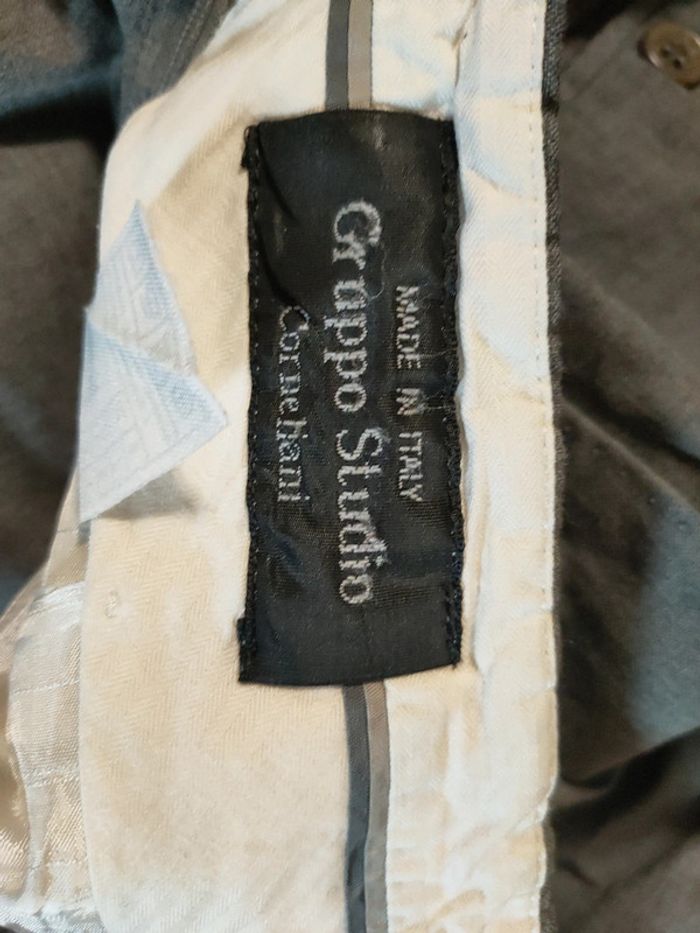 MADE IN ITALY
Gruppo Studio
Corneliani